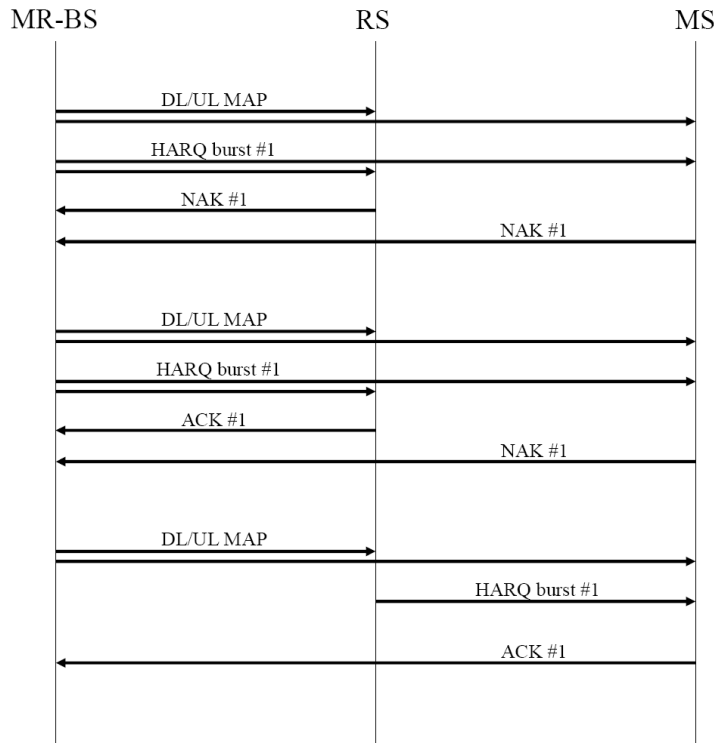 MR-BS RS MS
DL/UL MAP
HARQ burst #1
NAK #1
NAK #1
DL/UL MAP
HARQ burst #1
ACK #1
NAK #1
DL/UL MAP
HARQ burst #1
ACK #1